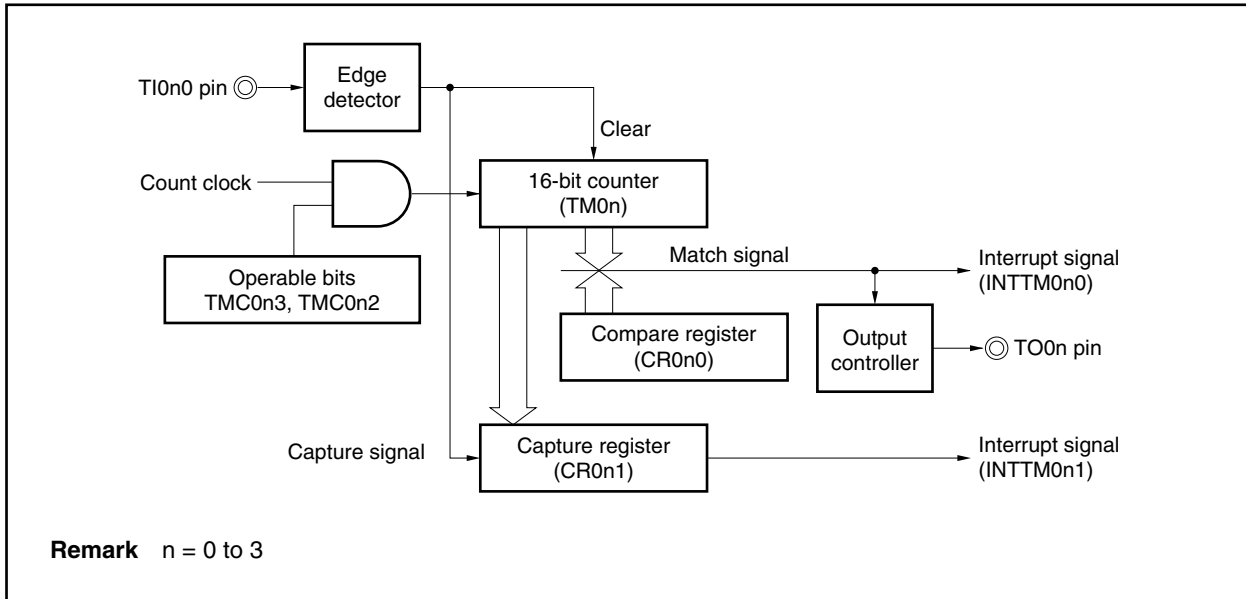 TI0n0 pin
Edge
detector
Clear
Count clock
16-bit counter
(TM0n)
Operable bits
TMC0n3, TMC0n2
Match signal
Interrupt signal
(INTTM0n0)
Compare register
(CR0n0)
Output
controller
TO0n pin
Capture signal
Capture register
(CR0n1)
Interrupt signal
(INTTM0n1)
Remark n = 0 to 3